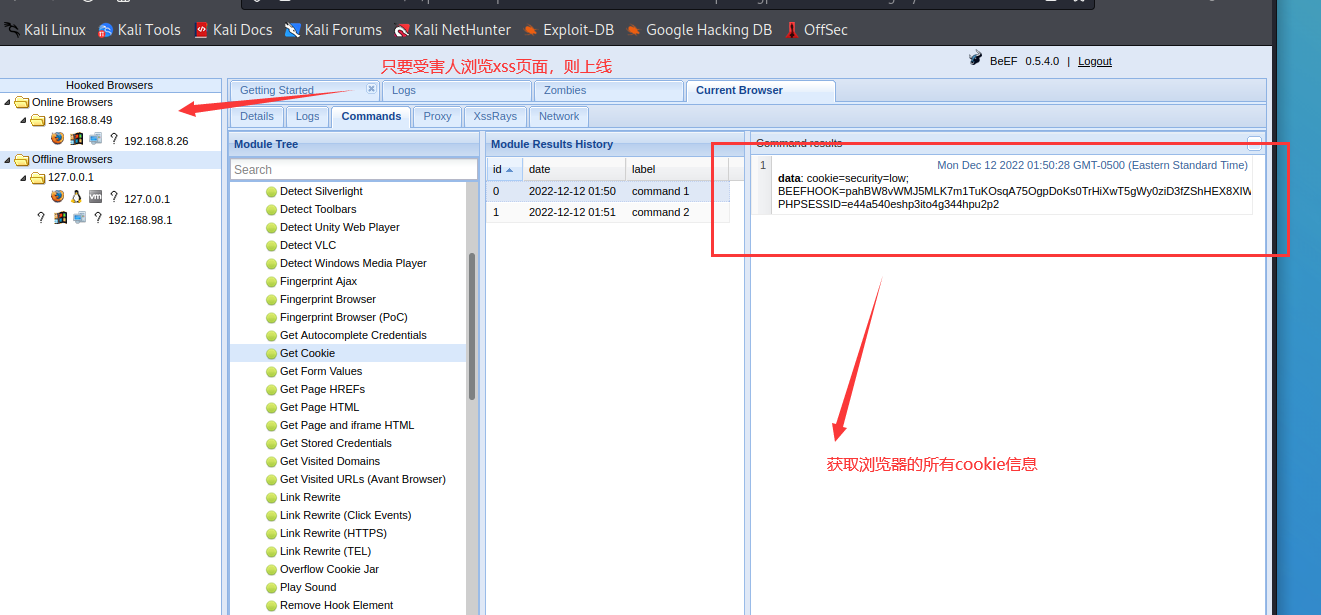 Kali Linux Kali Tools Kali Docs Kali Forums Kali NetHunter Exploit-DB Google Hacking DB OffSec
只要受害人浏览xss页面，则上线
BeEF 0.5.4.0 | Logout
Hooked Browsers
Online Browsers
192.168.8.49
? 192.168.8.26
Offline Browsers
127.0.0.1
? 127.0.0.1
? ? 192.168.98.1
Getting Started Logs Zombies Current Browser
Details Logs Commands Proxy XssRays Network
Module Tree
Search
Detect Silverlight
Detect Toolbars
Detect Unity Web Player
Detect VLC
Detect Windows Media Player
Fingerprint Ajax
Fingerprint Browser
Fingerprint Browser (PoC)
Get Autocomplete Credentials
Get Cookie
Get Form Values
Get Page HREFs
Get Page HTML
Get Page and iframe HTML
Get Stored Credentials
Get Visited Domains
Get Visited URLs (Avant Browser)
Link Rewrite
Link Rewrite (Click Events)
Link Rewrite (HTTPS)
Link Rewrite (TEL)
Overflow Cookie Jar
Play Sound
Remove Hook Element
Module Results History
id date label
0 2022-12-12 01:50 command 1
1 2022-12-12 01:51 command 2
Command results
1 Mon Dec 12 2022 01:50:28 GMT-0500 (Eastern Standard Time)
data: cookie=security=low;
BEEFHOOK=pahBW8vWMJ5MLK7m1TuKOsqA75OgpDoKs0TrHiXwT5gWy0ziD3fZShHEX8XIW
PHPSESSID=e44a540eshp3ito4g344hpu2p2
获取浏览器的所有cookie信息